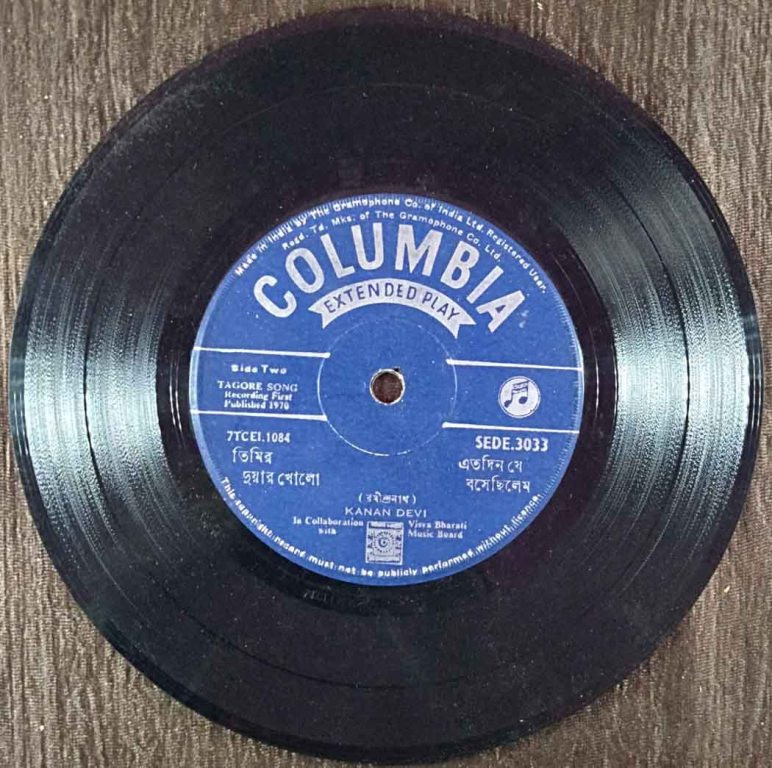 Made in India by The Gramophone Co. of India Ltd. Registered User.
Regd. Td. Mks. of The Gramophone Co. Ltd.
COLUMBIA
EXTENDED PLAY
Side Two
TAGORE SONG
Recording First
Published 1970
7TCEI.1084
SEDE.3033
তিমির
দুয়ার খোলো
এতদিন যে
বসেছিলেম
(রবীন্দ্রনাথ)
KANAN DEVI
In Collaboration with
Visva Bharati
Music Board
This copyright record must not be publicly performed without licence.